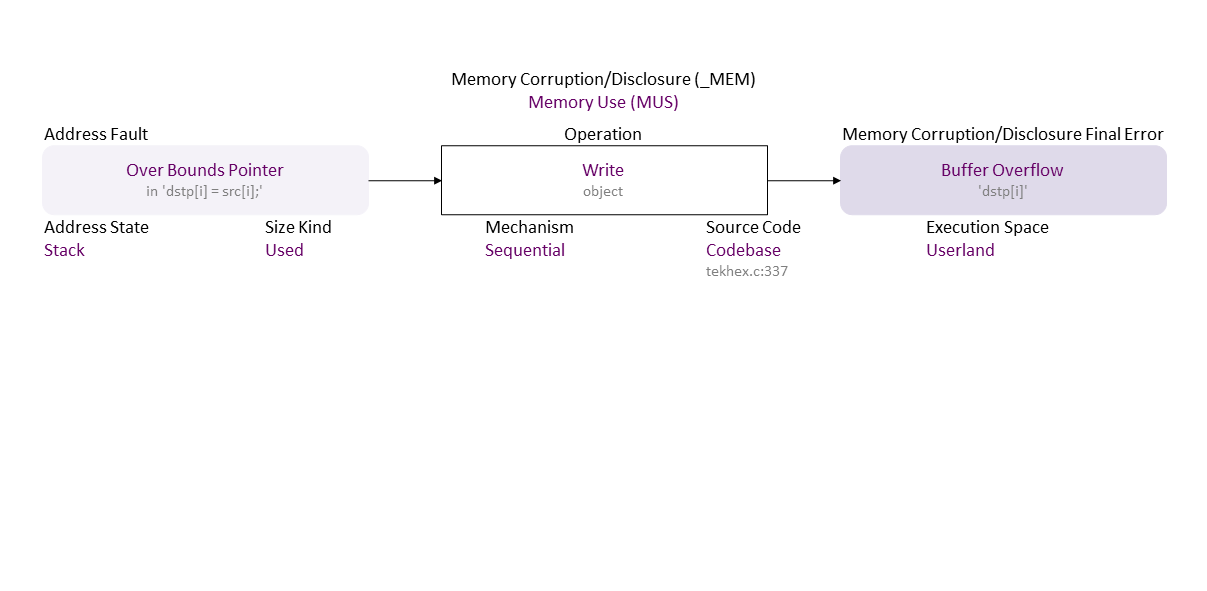 Memory Corruption/Disclosure (_MEM)
Memory Use (MUS)
Address Fault
Operation
Memory Corruption/Disclosure Final Error
Over Bounds Pointer
in 'dstp[i] = src[i];'
Write
object
Buffer Overflow
'dstp[i]'
Address State
Size Kind
Mechanism
Source Code
Execution Space
Stack
Used
Sequential
Codebase
Userland
tekhex.c:337